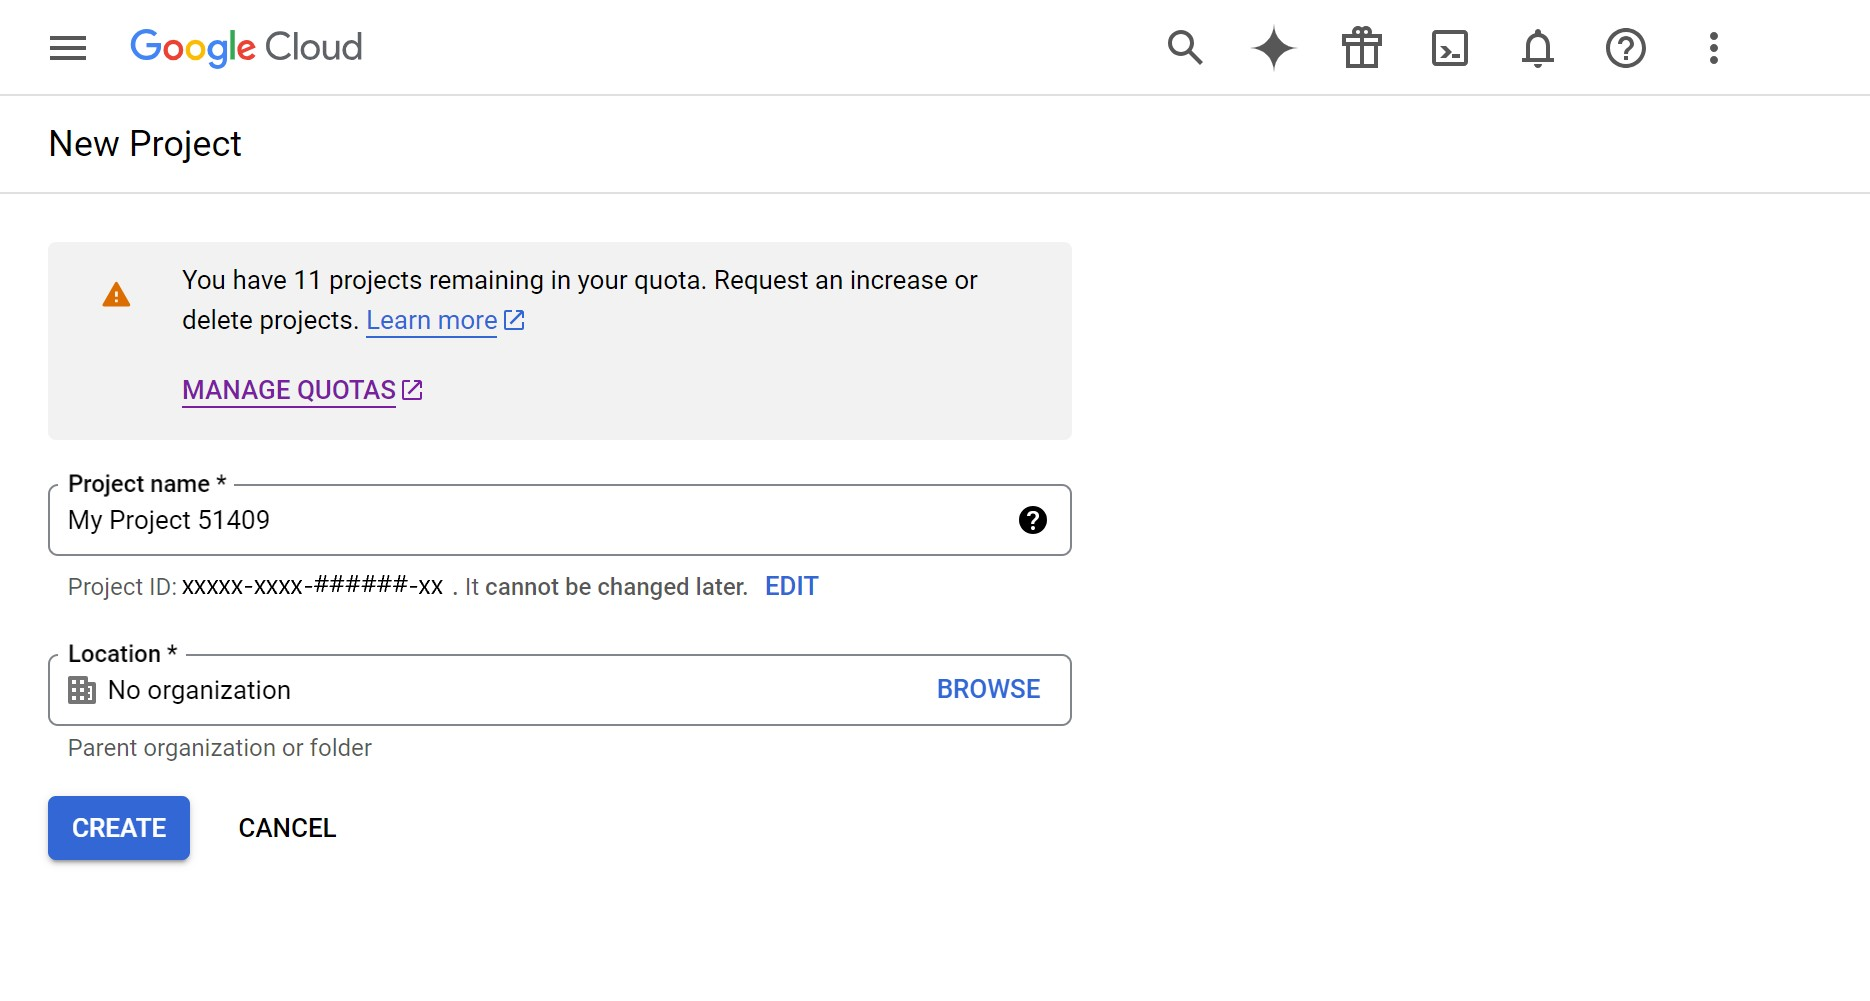 Google Cloud
New Project
You have 11 projects remaining in your quota. Request an increase or
delete projects. Learn more
MANAGE QUOTAS
Project name *
My Project 51409
Project ID: xxxxx-xxxx-######-xx . It cannot be changed later. EDIT
Location *
No organization BROWSE
Parent organization or folder
CREATE CANCEL